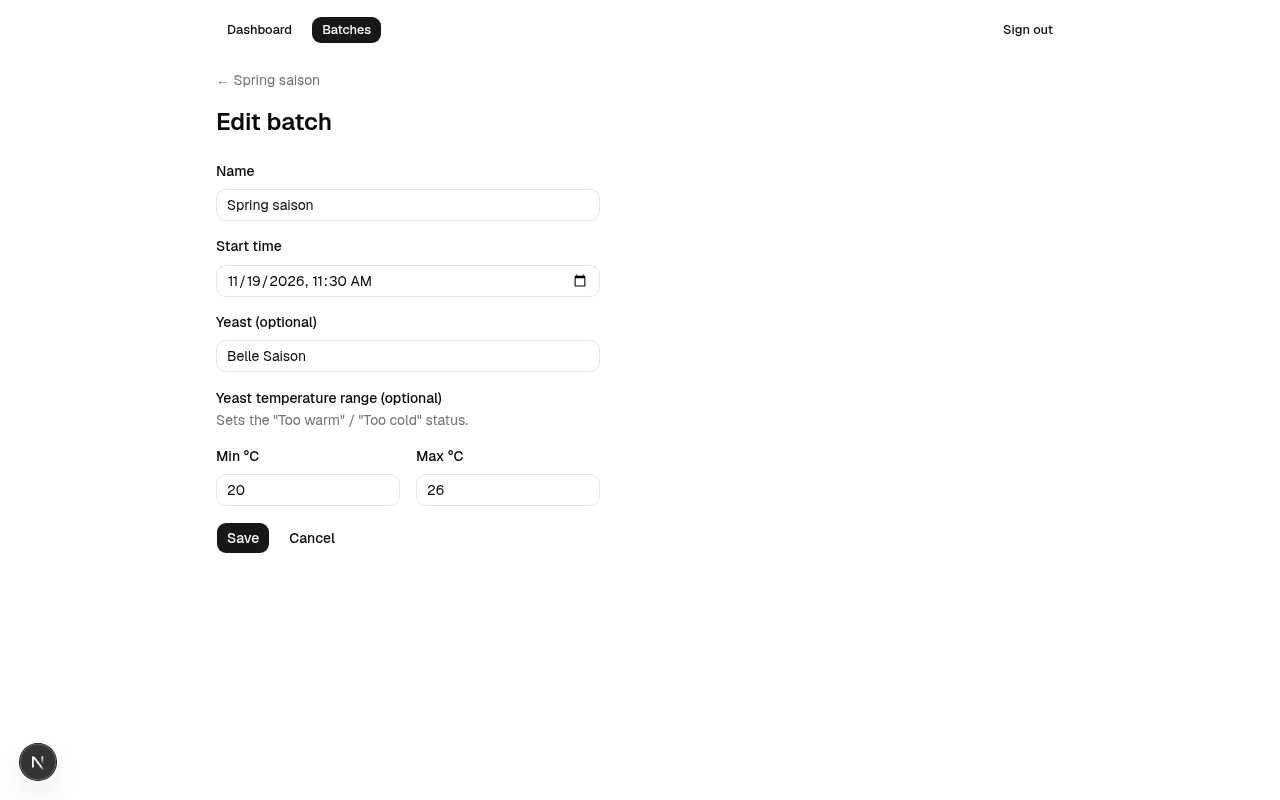 Dashboard
Batches
Sign out
← Spring saison
Edit batch
Name
Spring saison
Start time
11/19/2026, 11:30 AM
Yeast (optional)
Belle Saison
Yeast temperature range (optional)
Sets the "Too warm" / "Too cold" status.
Min °C
Max °C
20
26
Save
Cancel
N